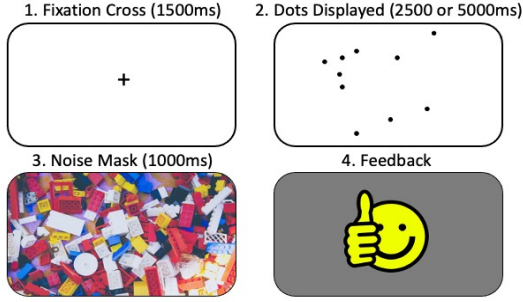 1. Fixation Cross (1500ms)
2. Dots Displayed (2500 or 5000ms)
3. Noise Mask (1000ms)
4. Feedback